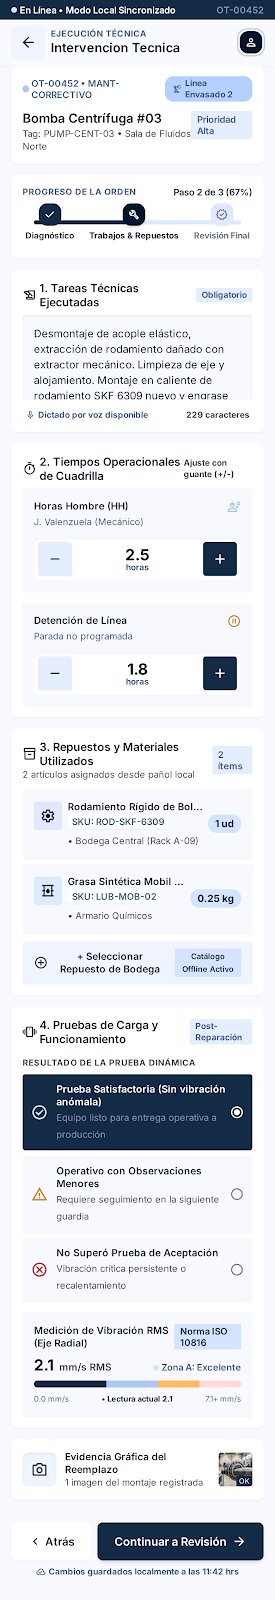 En Línea • Modo Local Sincronizado OT-00452
EJECUCIÓN TÉCNICA
Intervencion Tecnica
OT-00452 • MANT-
CORRECTIVO
Línea
Envasado 2
Bomba Centrífuga #03
Tag: PUMP-CENT-03 • Sala de Fluidos
Norte
Prioridad
Alta
PROGRESO DE LA ORDEN Paso 2 de 3 (67%)
Diagnóstico Trabajos & Repuestos Revisión Final
1. Tareas Técnicas
Ejecutadas
Obligatorio
Desmontaje de acople elástico,
extracción de rodamiento dañado con
extractor mecánico. Limpieza de eje y
alojamiento. Montaje en caliente de
rodamiento SKF 6309 nuevo y engrase
Dictado por voz disponible 229 caracteres
2. Tiempos Operacionales
de Cuadrilla
Ajuste con
guante (+/-)
Horas Hombre (HH)
J. Valenzuela (Mecánico)
− 2.5 +
horas
Detención de Línea
Parada no programada
− 1.8 +
horas
3. Repuestos y Materiales
Utilizados
2
ítems
2 artículos asignados desde pañol local
Rodamiento Rígido de Bol...
SKU: ROD-SKF-6309
1 ud
• Bodega Central (Rack A-09)
Grasa Sintética Mobil ...
SKU: LUB-MOB-02
0.25 kg
• Armario Químicos
+ Seleccionar
Repuesto de Bodega
Catálogo
Offline Activo
4. Pruebas de Carga y
Funcionamiento
Post-
Reparación
RESULTADO DE LA PRUEBA DINÁMICA
Prueba Satisfactoria (Sin vibración
anómala)
Equipo listo para entrega operativa a
producción
Operativo con Observaciones
Menores
Requiere seguimiento en la siguiente
guardia
No Superó Prueba de Aceptación
Vibración crítica persistente o
recalentamiento
Medición de Vibración RMS
(Eje Radial)
Norma ISO
10816
2.1 mm/s RMS Zona A: Excelente
0.0 mm/s • Lectura actual 2.1 7.1+ mm/s
Evidencia Gráfica del
Reemplazo
1 imagen del montaje registrada
OK
Atrás
Continuar a Revisión
Cambios guardados localmente a las 11:42 hrs